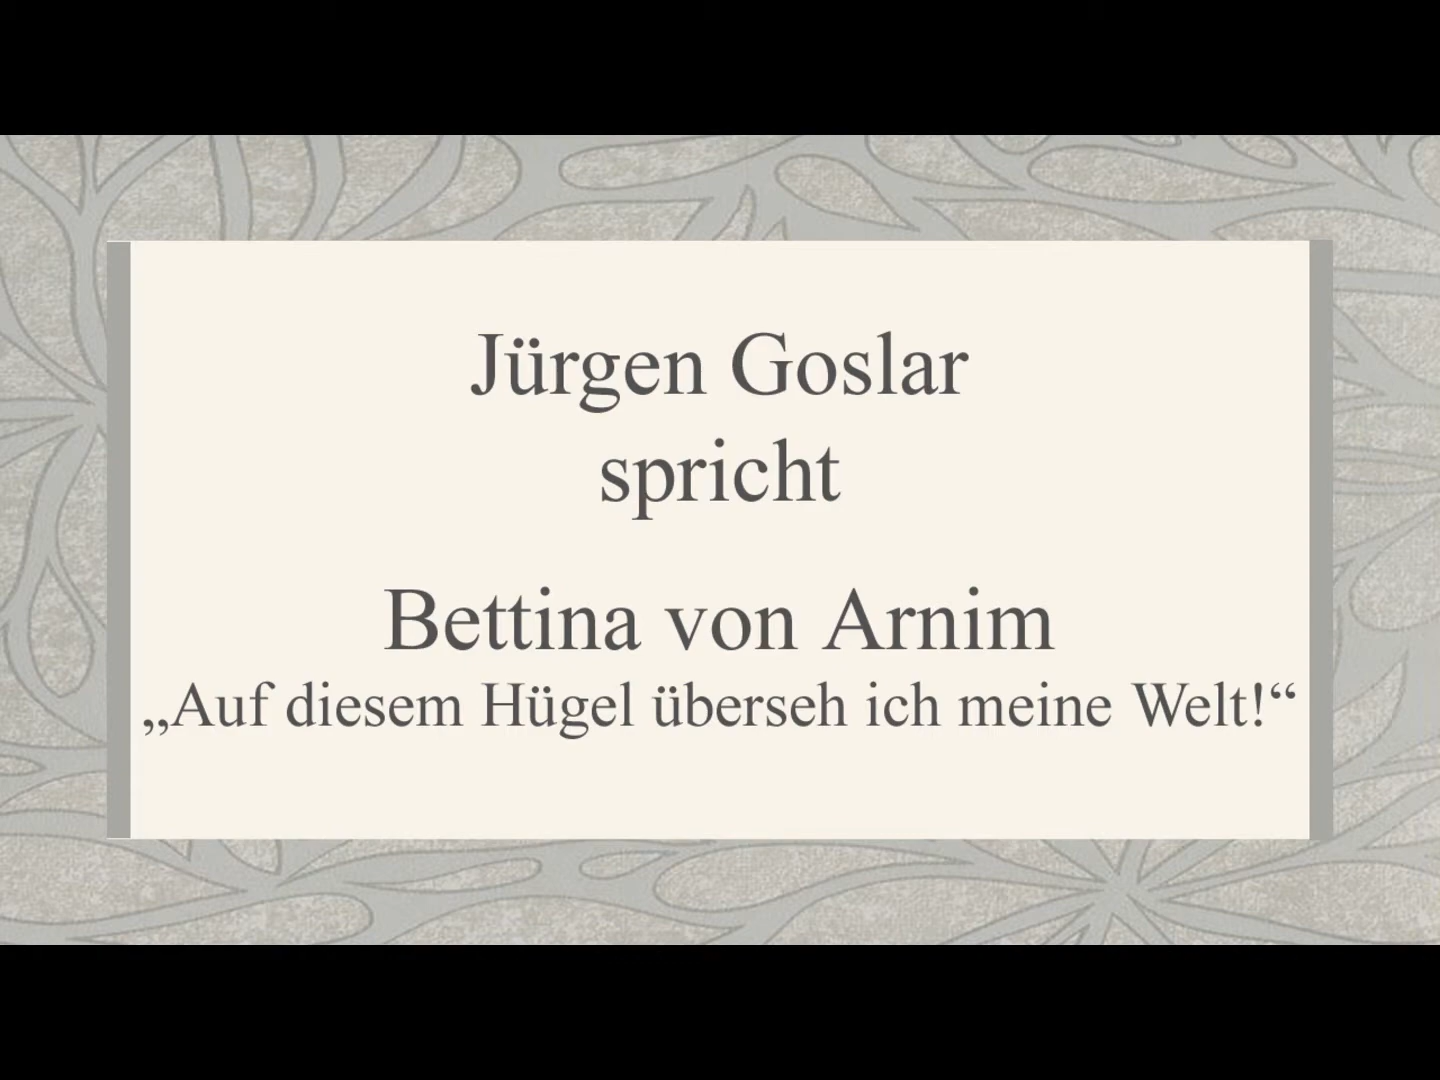 Jürgen Goslar
spricht
Bettina von Arnim
„Auf diesem Hügel überseh ich meine Welt!“